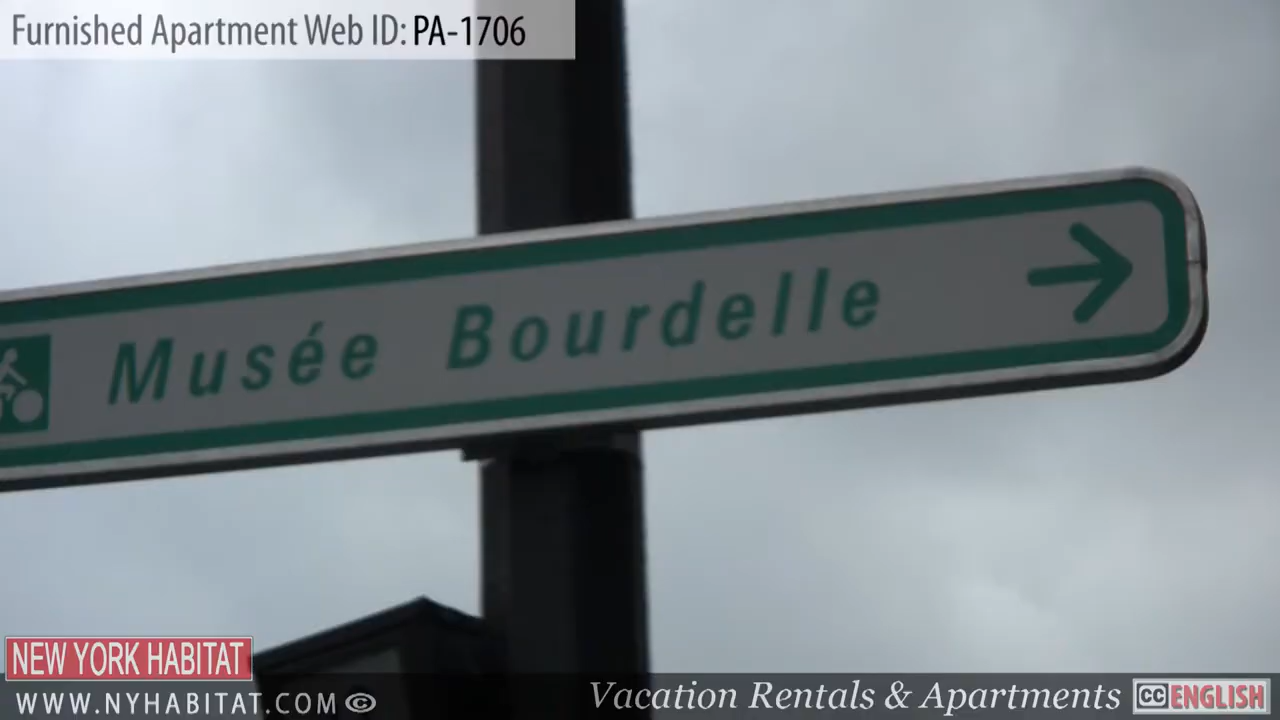 Furnished Apartment Web ID: PA-1706
Musée Bourdelle
NEW YORK HABITAT
WWW.NYHABITAT.COM ©
Vacation Rentals & Apartments
CC ENGLISH